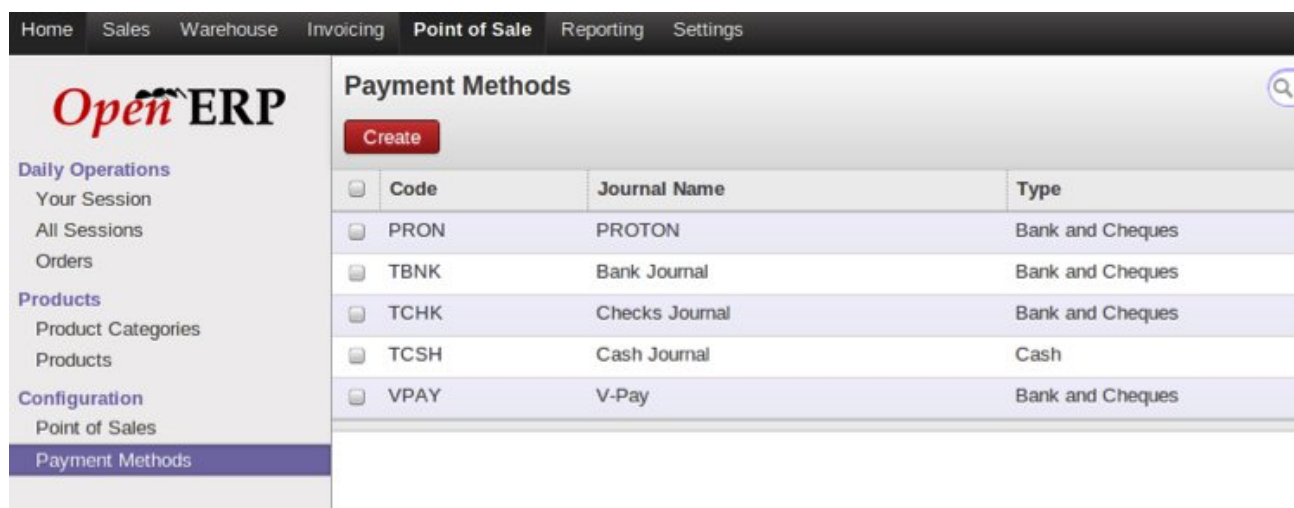 Home Sales Warehouse Invoicing Point of Sale Reporting Settings
Open ERP
Daily Operations
Your Session
All Sessions
Orders
Products
Product Categories
Products
Configuration
Point of Sales
Payment Methods
Payment Methods
Create
Code Journal Name Type
PRON PROTON Bank and Cheques
TBNK Bank Journal Bank and Cheques
TCHK Checks Journal Bank and Cheques
TCSH Cash Journal Cash
VPAY V-Pay Bank and Cheques